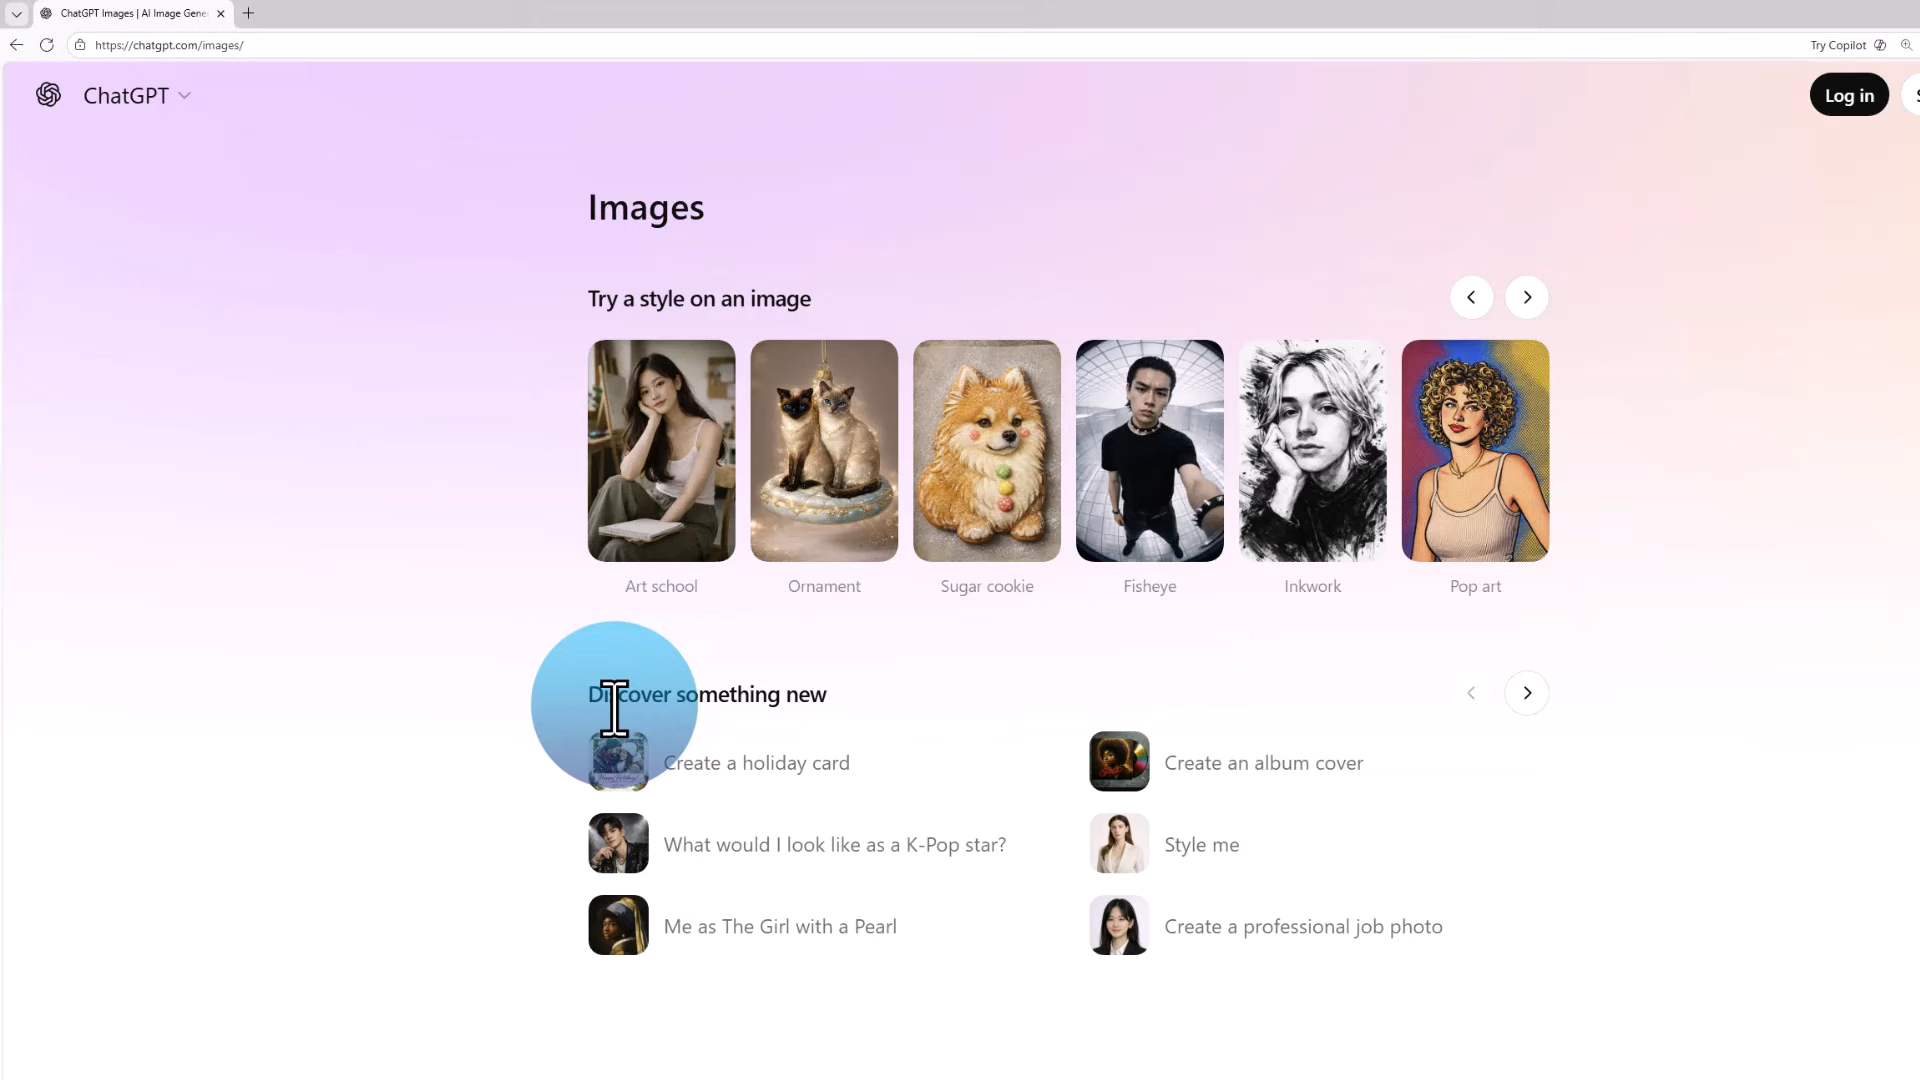 ChatGPT Images | AI Image Gene
https://chatgpt.com/images/
Try Copilot
ChatGPT
Log in
Images
Try a style on an image
Art school
Ornament
Sugar cookie
Fisheye
Inkwork
Pop art
Discover something new
Create a holiday card
Create an album cover
What would I look like as a K-Pop star?
Style me
Me as The Girl with a Pearl
Create a professional job photo